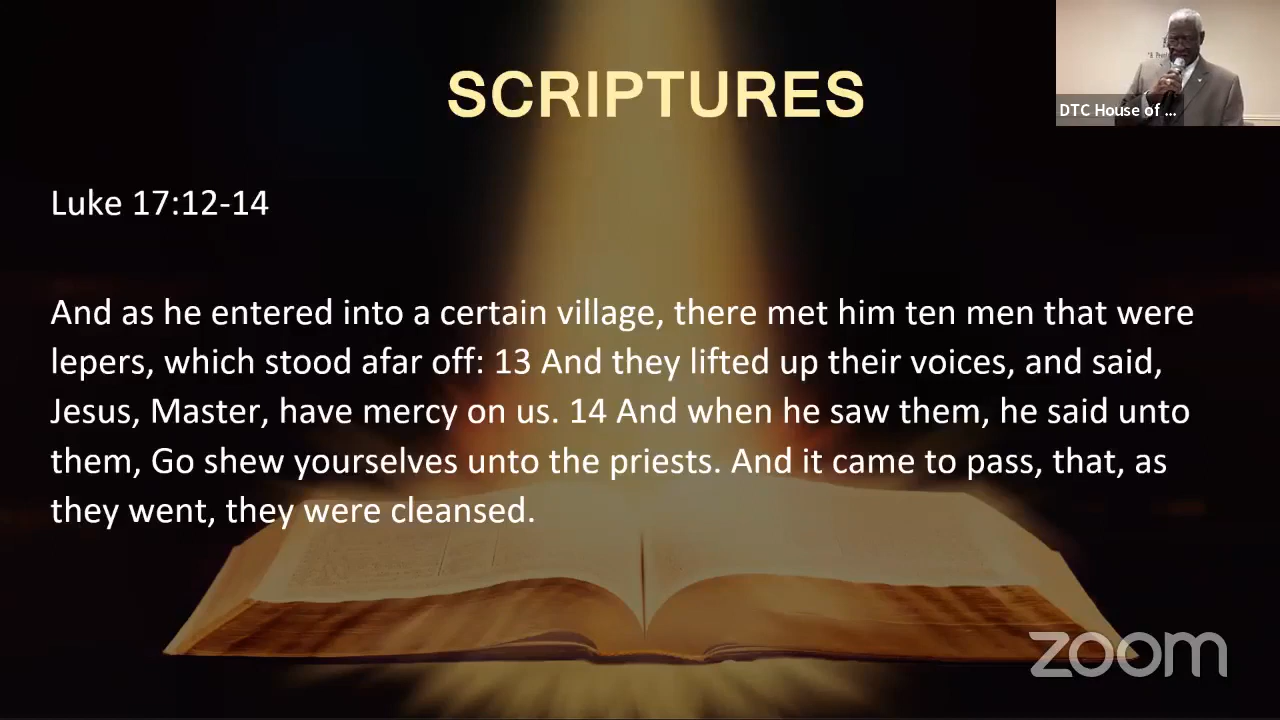 SCRIPTURES
DTC House of ...
Luke 17:12-14
And as he entered into a certain village, there met him ten men that were
lepers, which stood afar off: 13 And they lifted up their voices, and said,
Jesus, Master, have mercy on us. 14 And when he saw them, he said unto
them, Go shew yourselves unto the priests. And it came to pass, that, as
they went, they were cleansed.
zoom